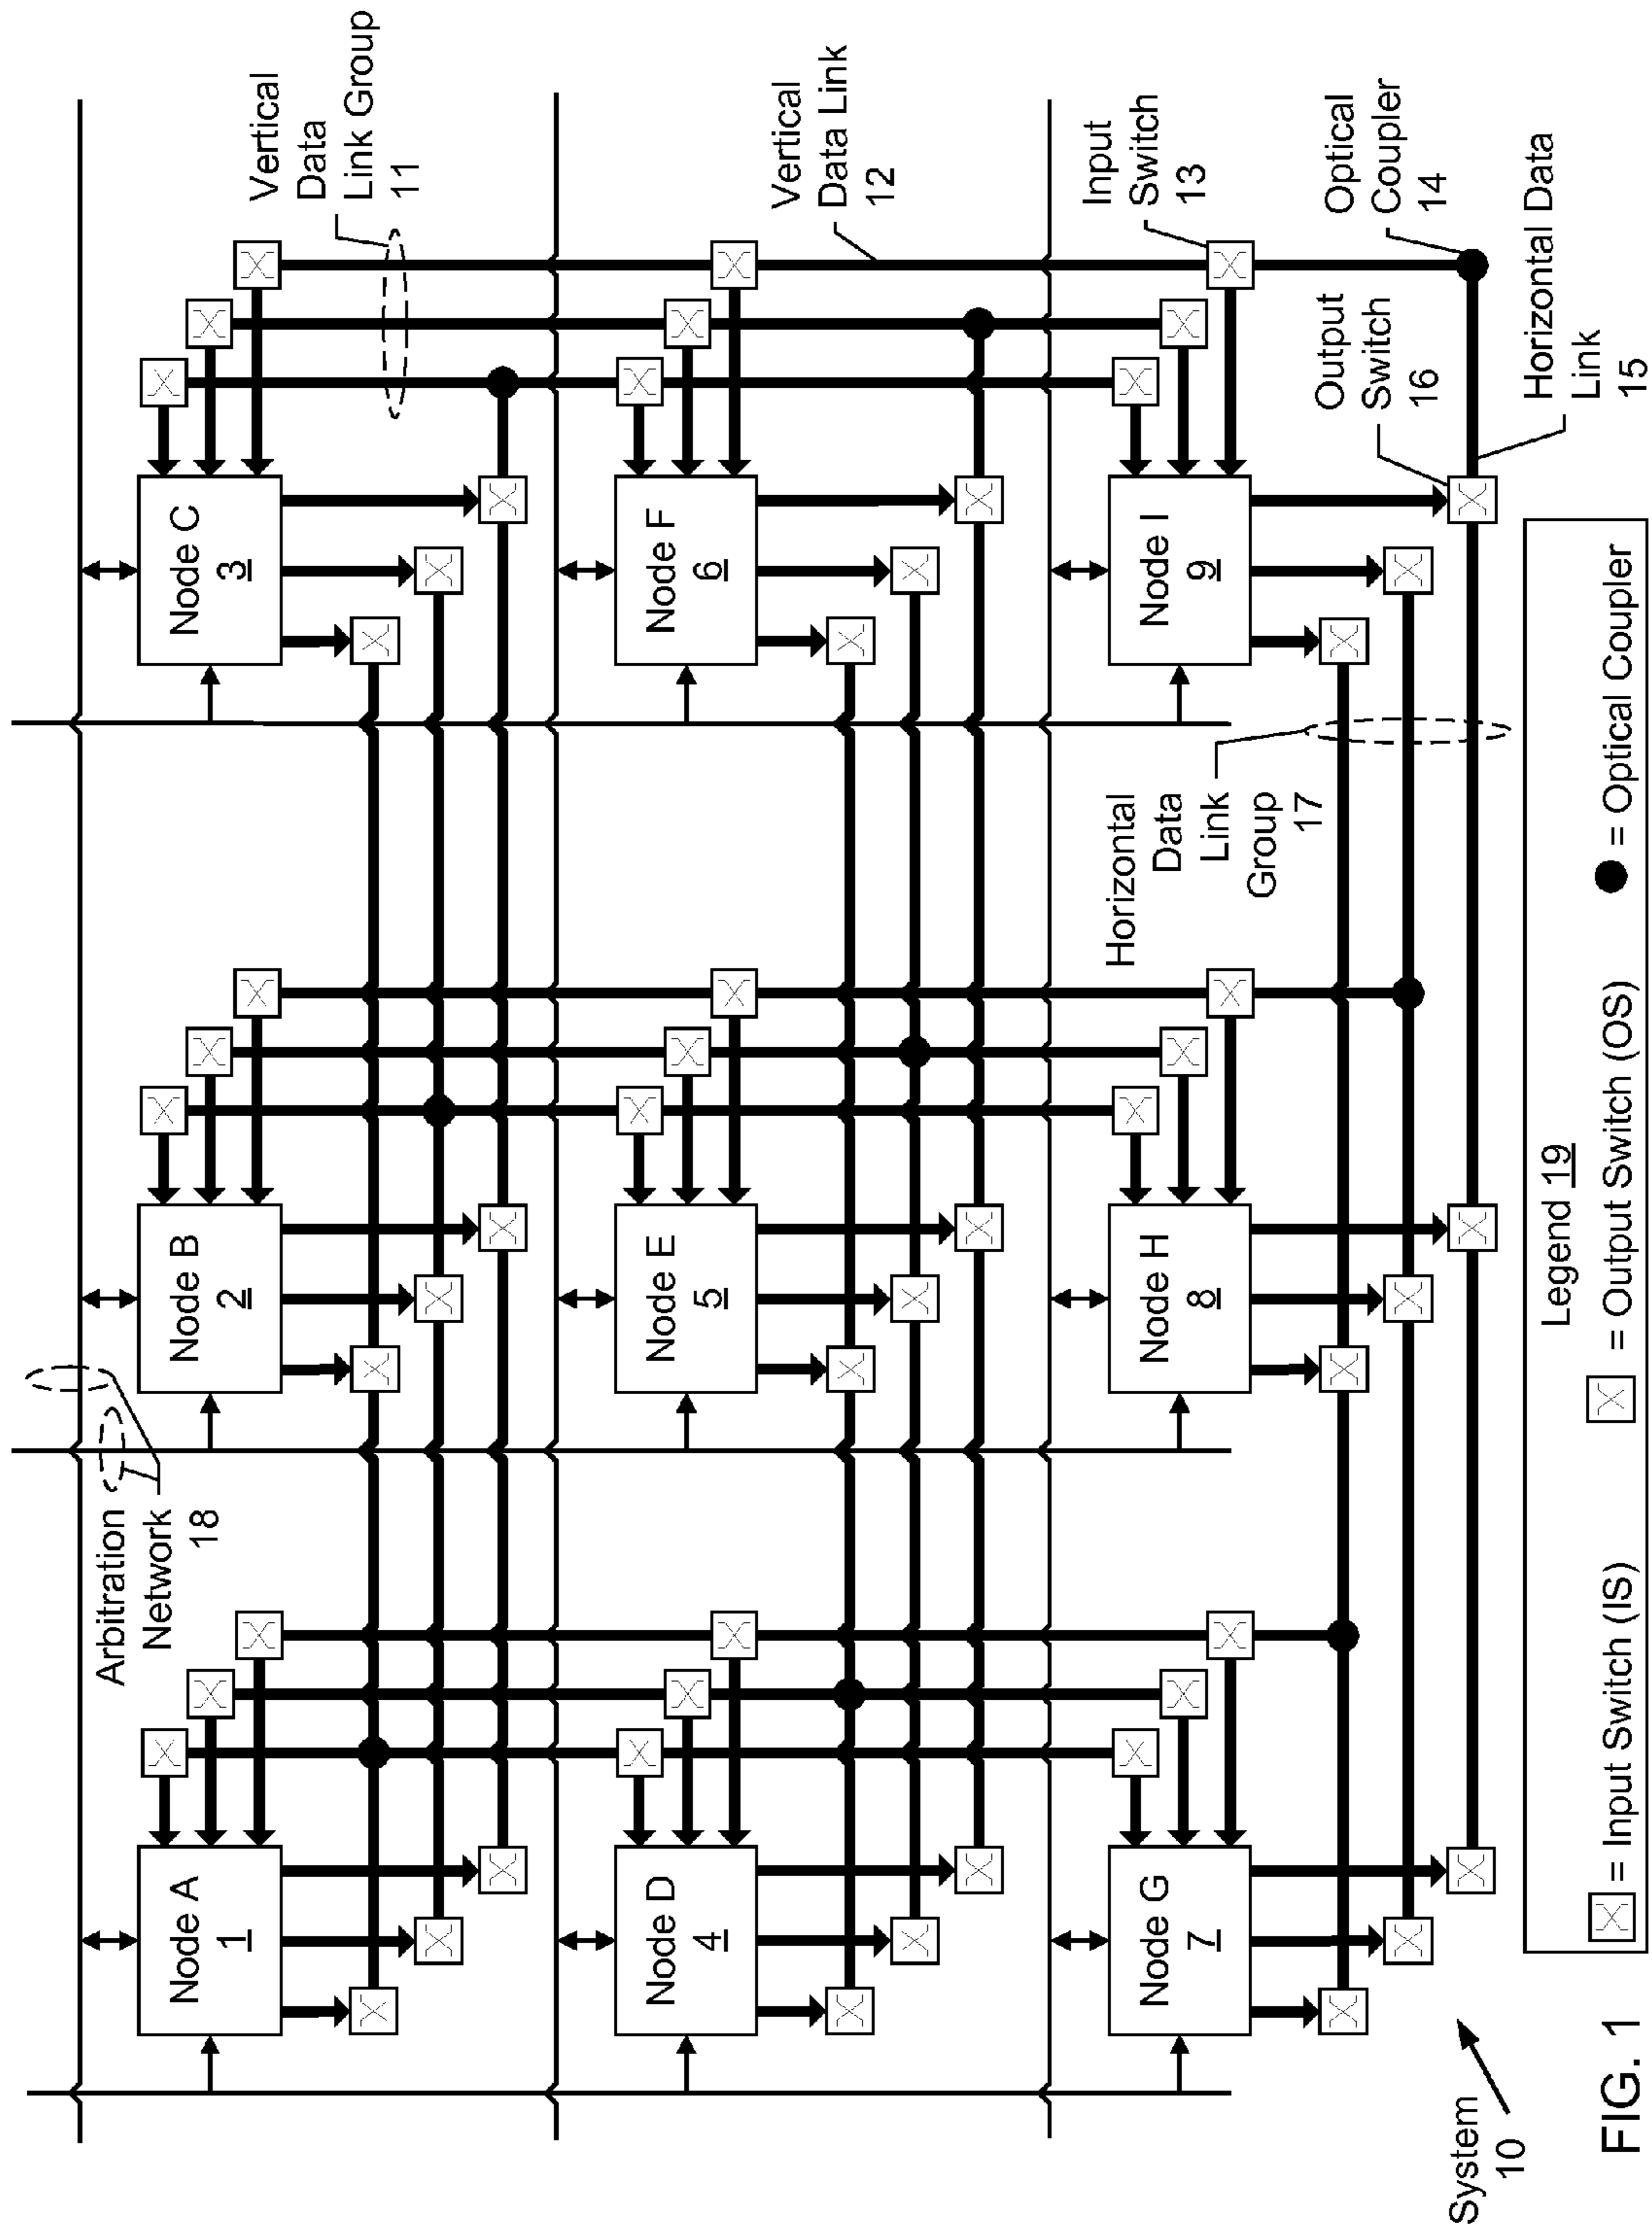 Arbitration
Network
18
Vertical
Data
Link Group
11
Node A
1
Node B
2
Node C
3
Vertical
Data Link
12
Node D
4
Node E
5
Node F
6
Input
Switch
13
Node G
7
Node H
8
Node I
9
Horizontal
Data
Link
Group
17
Output
Switch
16
Optical
Coupler
14
Horizontal Data
Link
15
System
10
Legend 19
= Input Switch (IS)
= Output Switch (OS)
= Optical Coupler
FIG. 1